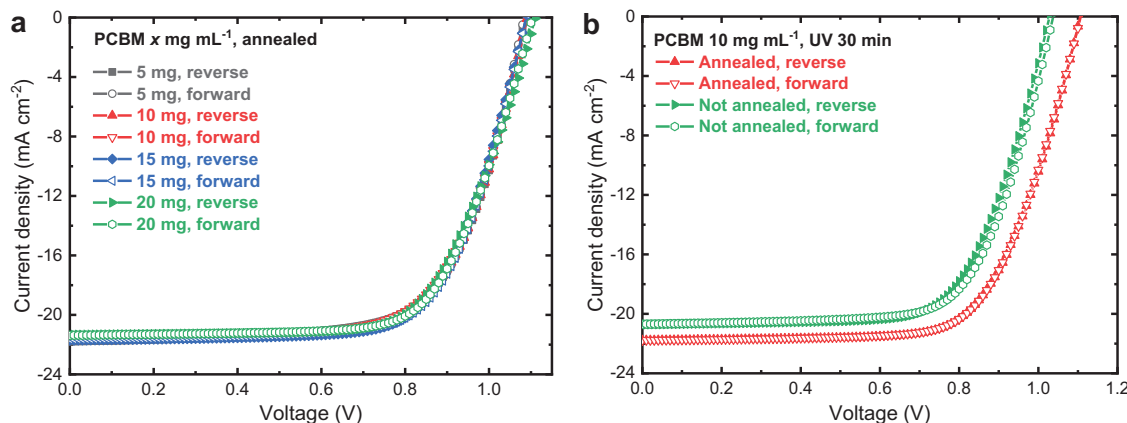 a
PCBM x mg mL⁻¹, annealed
5 mg, reverse
5 mg, forward
10 mg, reverse
10 mg, forward
15 mg, reverse
15 mg, forward
20 mg, reverse
20 mg, forward
0
-4
-8
-12
-16
-20
-24
Current density (mA cm⁻²)
0.0 0.2 0.4 0.6 0.8 1.0
Voltage (V)
b
PCBM 10 mg mL⁻¹, UV 30 min
Annealed, reverse
Annealed, forward
Not annealed, reverse
Not annealed, forward
0
-4
-8
-12
-16
-20
-24
Current density (mA cm⁻²)
0.0 0.2 0.4 0.6 0.8 1.0 1.2
Voltage (V)